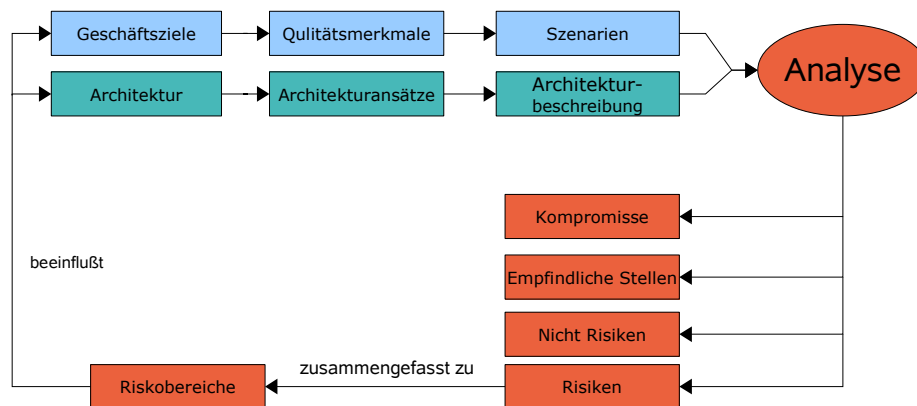 Geschäftsziele
Qulitätsmerkmale
Szenarien
Analyse
Architektur
Architekturansätze
Architektur-
beschreibung
Kompromisse
beeinflußt
Empfindliche Stellen
Nicht Risiken
zusammengefasst zu
Riskobereiche
Risiken